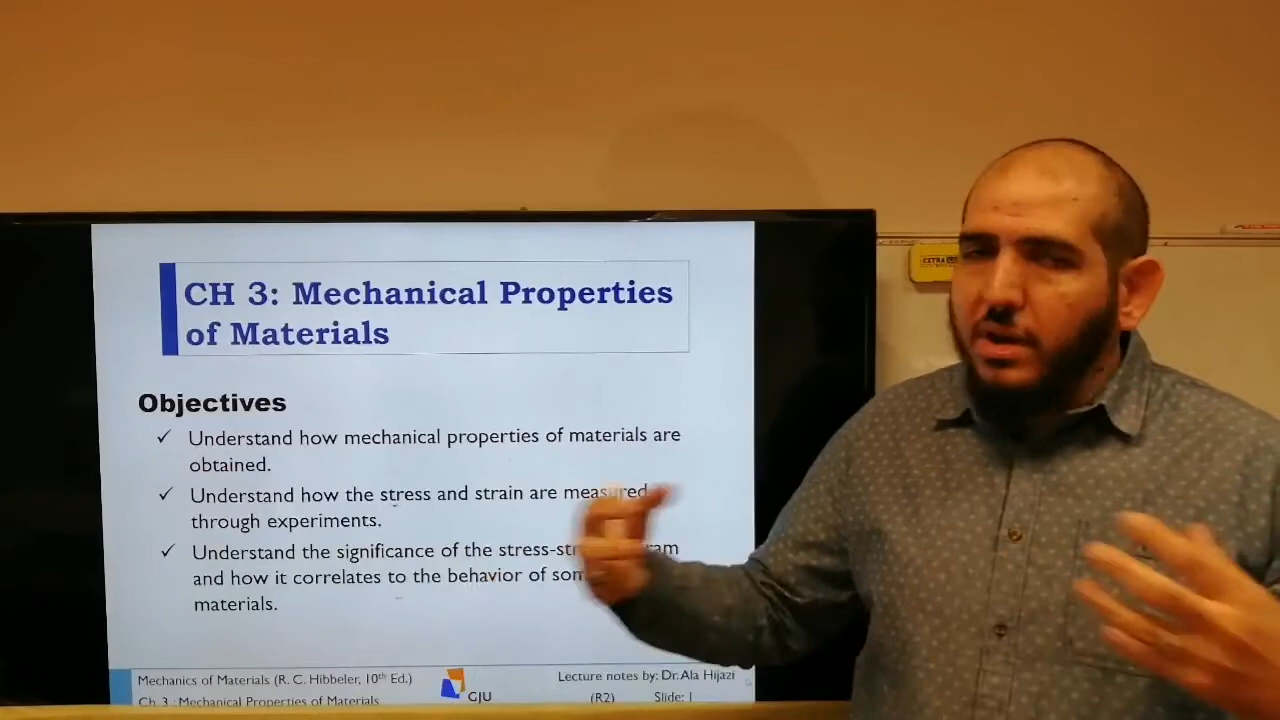 CH 3: Mechanical Properties
of Materials
Objectives
✓ Understand how mechanical properties of materials are
obtained.
✓ Understand how the stress and strain are measured
through experiments.
✓ Understand the significance of the stress-
and how it correlates to the behavior of
materials.
Mechanics of Materials (R. C. Hibbeler, 10th Ed.)
Ch. 3 : Mechanical Properties of Materials
GJU
Lecture notes by: Dr. Ala Hijazi
(R2) Slide: 1
EXTRA